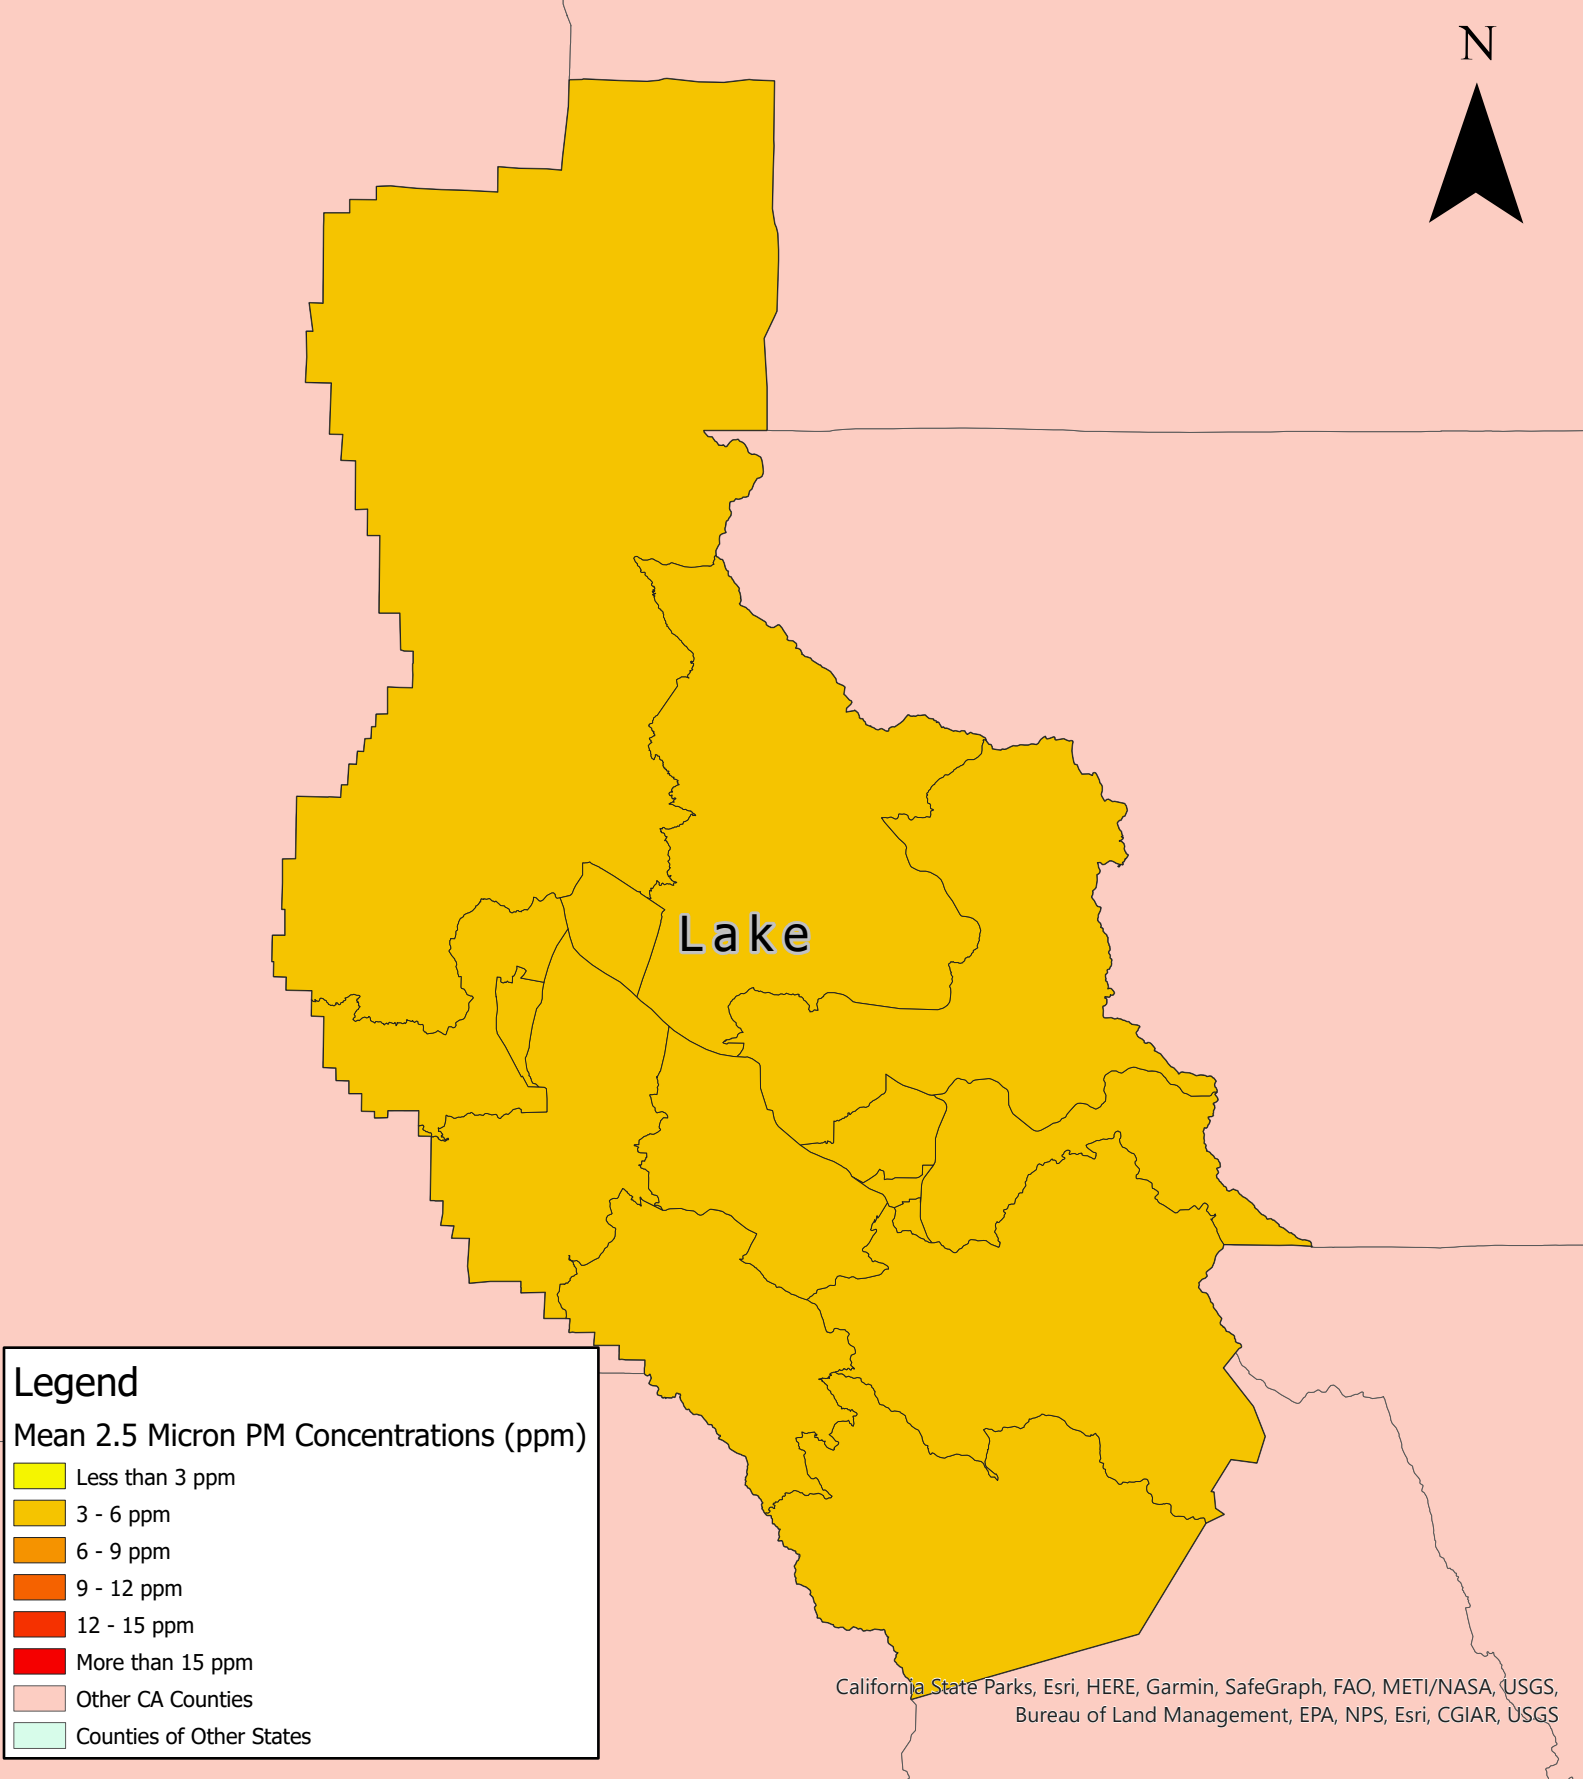 N
Lake
Legend
Mean 2.5 Micron PM Concentrations (ppm)
Less than 3 ppm
3 - 6 ppm
6 - 9 ppm
9 - 12 ppm
12 - 15 ppm
More than 15 ppm
Other CA Counties
Counties of Other States
California State Parks, Esri, HERE, Garmin, SafeGraph, FAO, METI/NASA, USGS,
Bureau of Land Management, EPA, NPS, Esri, CGIAR, USGS